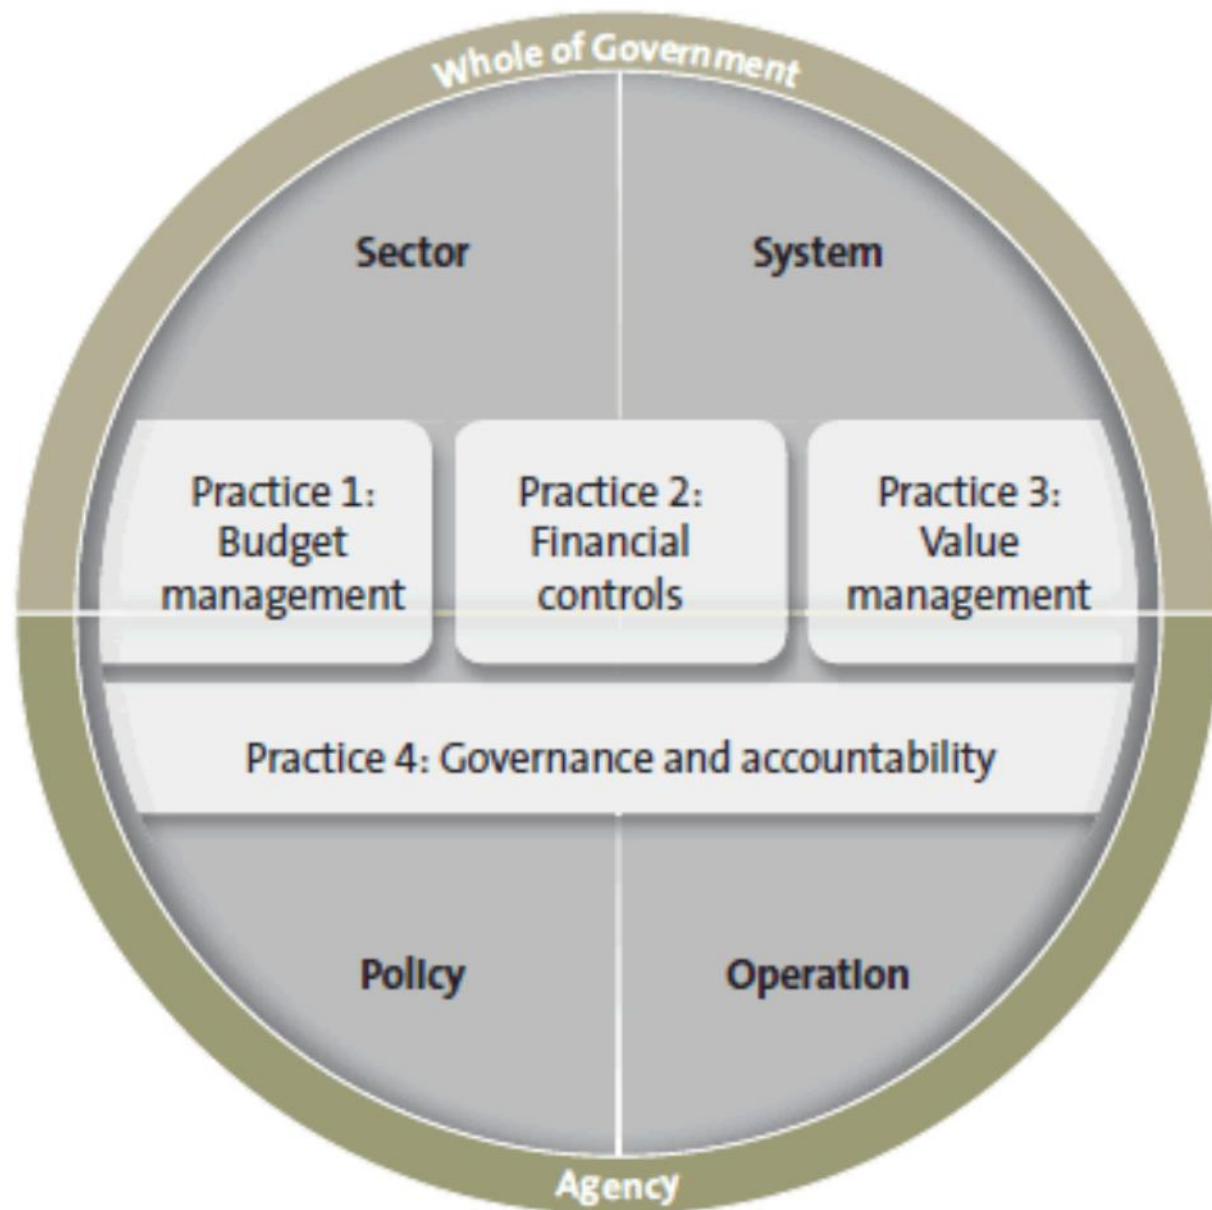 Whole of Government
Sector
System
Practice 1:
Budget
management
Practice 2:
Financial
controls
Practice 3:
Value
management
Practice 4: Governance and accountability
Policy
Operation
Agency